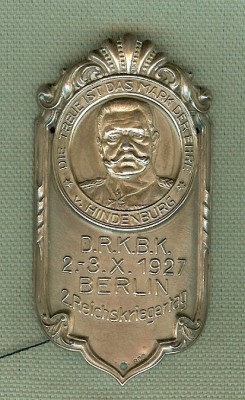 DIE TREUE IST DAS MARK DER EHRE
* v. HINDENBURG *
D.R.K.B.K.
2.-3.X.1927
BERLIN
2.Reichskriegertag